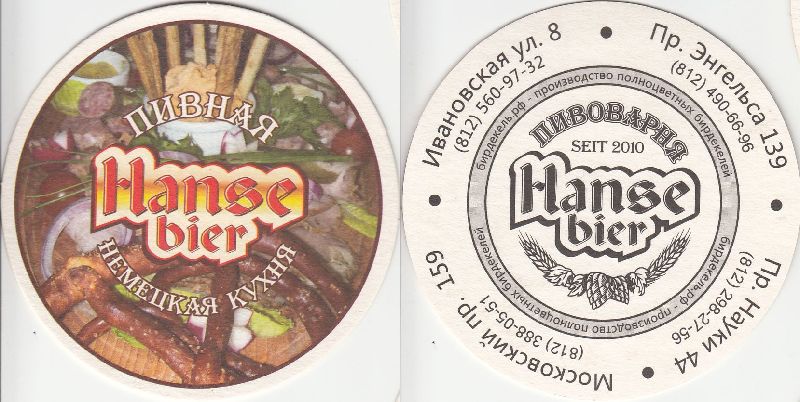 ПИВНАЯ
Hanse
bier
НЕМЕЦКАЯ КУХНЯ
Ивановская ул. 8
(812) 560-97-32
Пр. Энгельса 139
(812) 490-66-96
Пр. Науки 44
(812) 298-27-56
Московский пр. 159
(812) 388-05-51
бирдекель.рф - производство полноцветных бирдекелей
бирдекель.рф - производство полноцветных бирдекелей
ПИВОВАРНЯ
SEIT 2010
Hanse
bier